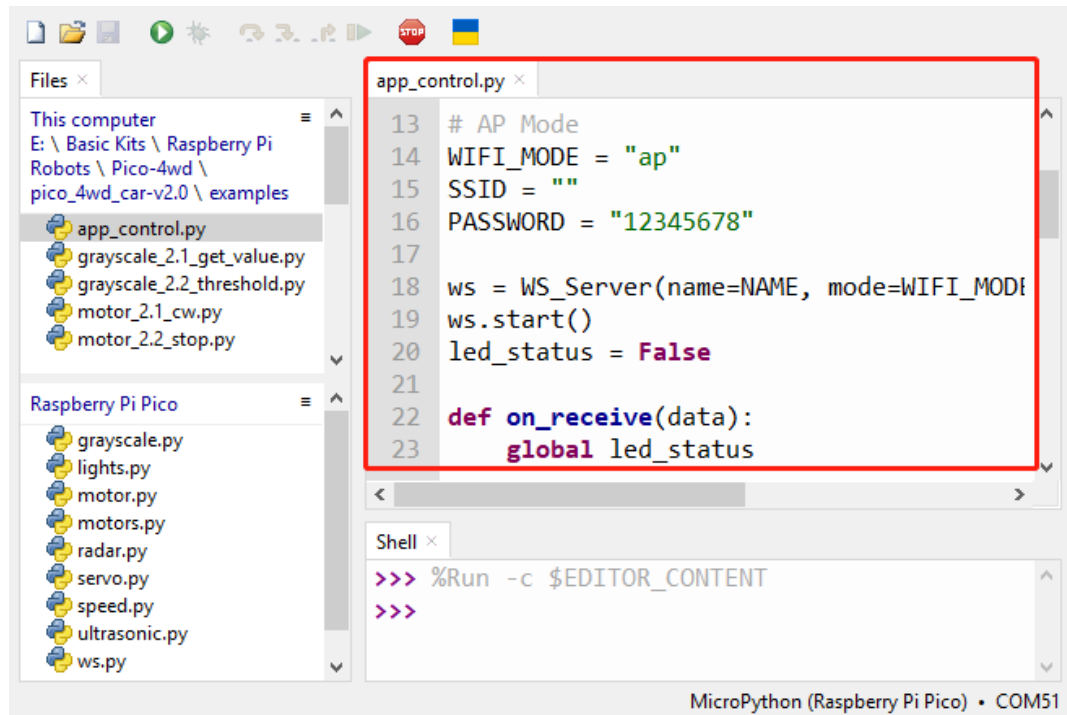 STOP
Files ×
This computer
E: \ Basic Kits \ Raspberry Pi
Robots \ Pico-4wd \
pico_4wd_car-v2.0 \ examples
app_control.py
grayscale_2.1_get_value.py
grayscale_2.2_threshold.py
motor_2.1_cw.py
motor_2.2_stop.py
Raspberry Pi Pico
grayscale.py
lights.py
motor.py
motors.py
radar.py
servo.py
speed.py
ultrasonic.py
ws.py
app_control.py ×
13 # AP Mode
14 WIFI_MODE = "ap"
15 SSID = ""
16 PASSWORD = "12345678"
17
18 ws = WS_Server(name=NAME, mode=WIFI_MODE
19 ws.start()
20 led_status = False
21
22 def on_receive(data):
23     global led_status
Shell ×
>>> %Run -c $EDITOR_CONTENT
>>>
MicroPython (Raspberry Pi Pico) • COM51